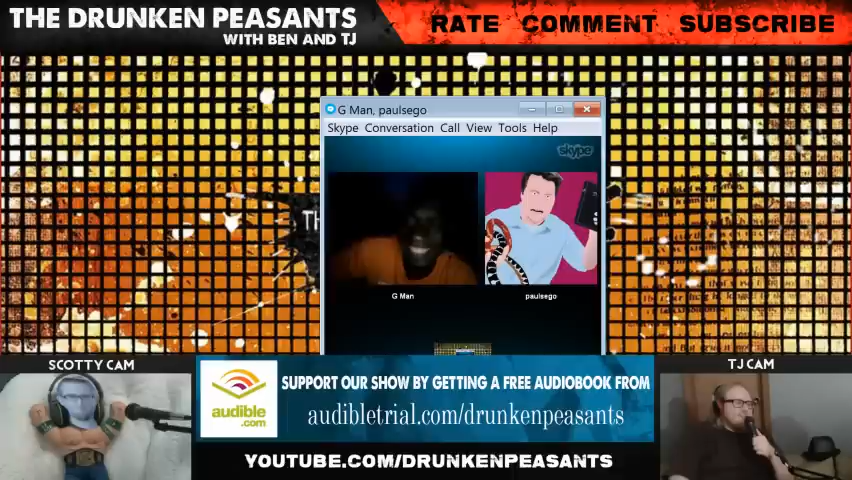 THE DRUNKEN PEASANTS
WITH BEN AND TJ
RATE COMMENT SUBSCRIBE
G Man, paulsego
Skype Conversation Call View Tools Help
skype
TH
G Man
paulsego
SCOTTY CAM
TJ CAM
audible
.com
SUPPORT OUR SHOW BY GETTING A FREE AUDIOBOOK FROM
audibletrial.com/drunkenpeasants
YOUTUBE.COM/DRUNKENPEASANTS